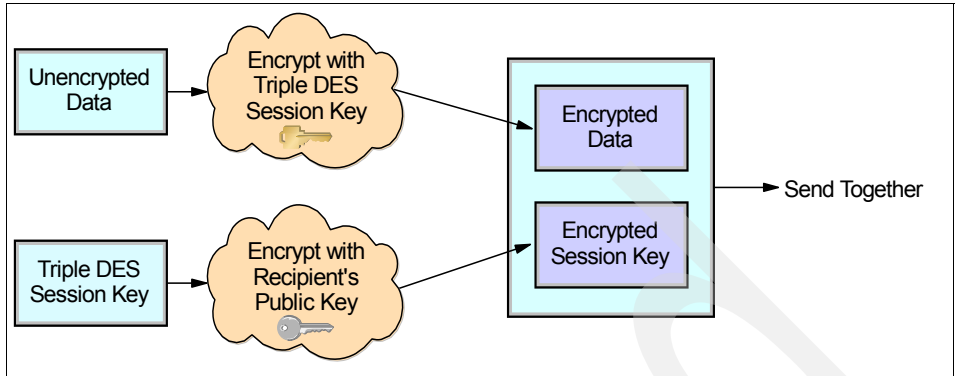 Unencrypted
Data
Encrypt with
Triple DES
Session Key
Encrypted
Data
Send Together
Triple DES
Session Key
Encrypt with
Recipient's
Public Key
Encrypted
Session Key